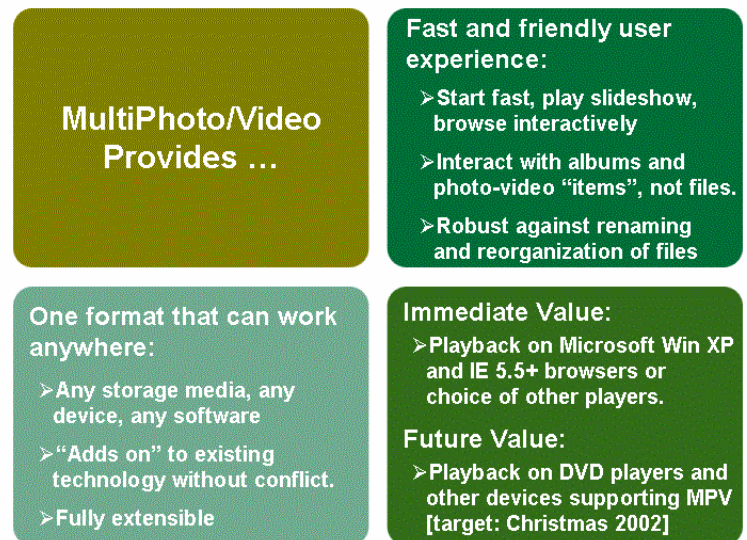 MultiPhoto/Video
Provides …
Fast and friendly user
experience:
➢Start fast, play slideshow,
browse interactively
➢Interact with albums and
photo-video “items”, not files.
➢Robust against renaming
and reorganization of files
One format that can work
anywhere:
➢Any storage media, any
device, any software
➢“Adds on” to existing
technology without conflict.
➢Fully extensible
Immediate Value:
➢Playback on Microsoft Win XP
and IE 5.5+ browsers or
choice of other players.
Future Value:
➢Playback on DVD players and
other devices supporting MPV
[target: Christmas 2002]